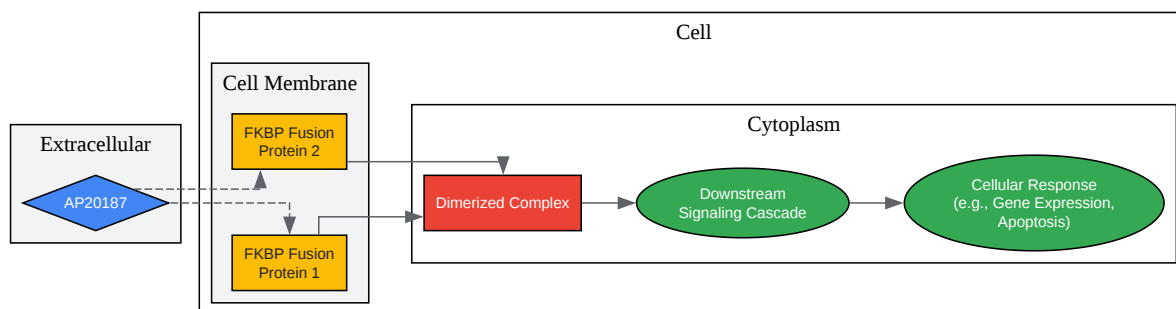 Cell
Cell Membrane
Extracellular
Cytoplasm
FKBP Fusion
Protein 2
AP20187
Dimerized Complex
Downstream
Signaling Cascade
Cellular Response
(e.g., Gene Expression,
Apoptosis)
FKBP Fusion
Protein 1